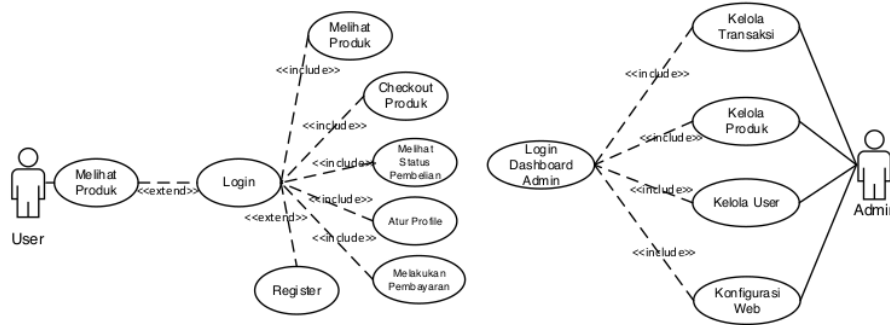 Melihat
Produk
<<include>>
Checkout
Produk
<<include>>
Melihat
Status
Pembelian
<<include>>
Melihat
Produk
<<extend>>
Login
<<include>>
Atur Profile
<<extend>>
<<include>>
Register
Melakukan
Pembayaran
User
Kelola
Transaksi
<<include>>
Kelola
Produk
<<include>>
Login
Dashboard
Admin
<<include>>
Kelola User
<<include>>
Konfigurasi
Web
Admin